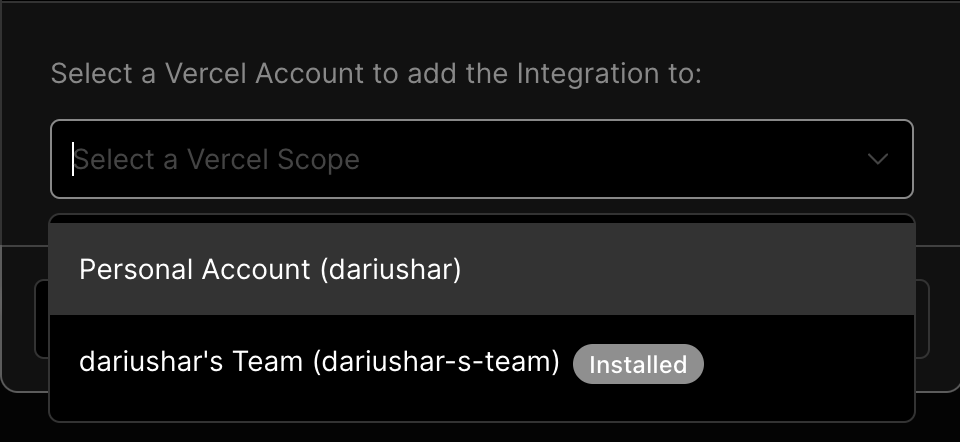 Select a Vercel Account to add the Integration to:
Select a Vercel Scope
Personal Account (dariushar)
dariushar's Team (dariushar-s-team) Installed